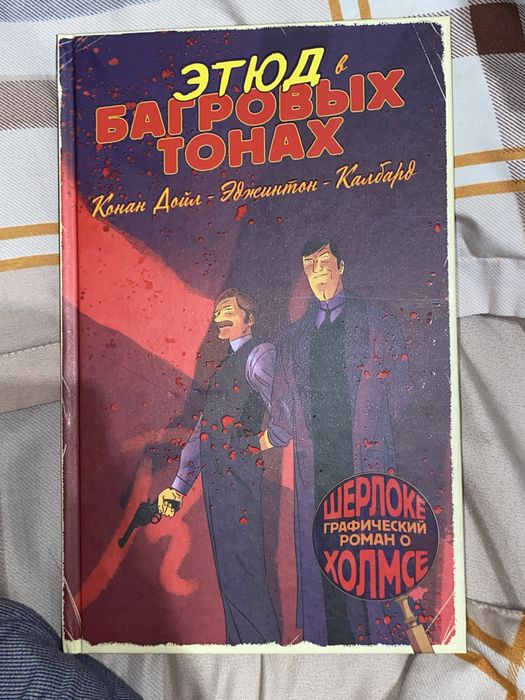 ЭТЮД в
БАГРОВЫХ
ТОНАХ
Конан Дойл - Эджинтон - Калбард
ШЕРЛОКЕ
ГРАФИЧЕСКИЙ
РОМАН О
ХОЛМСЕ